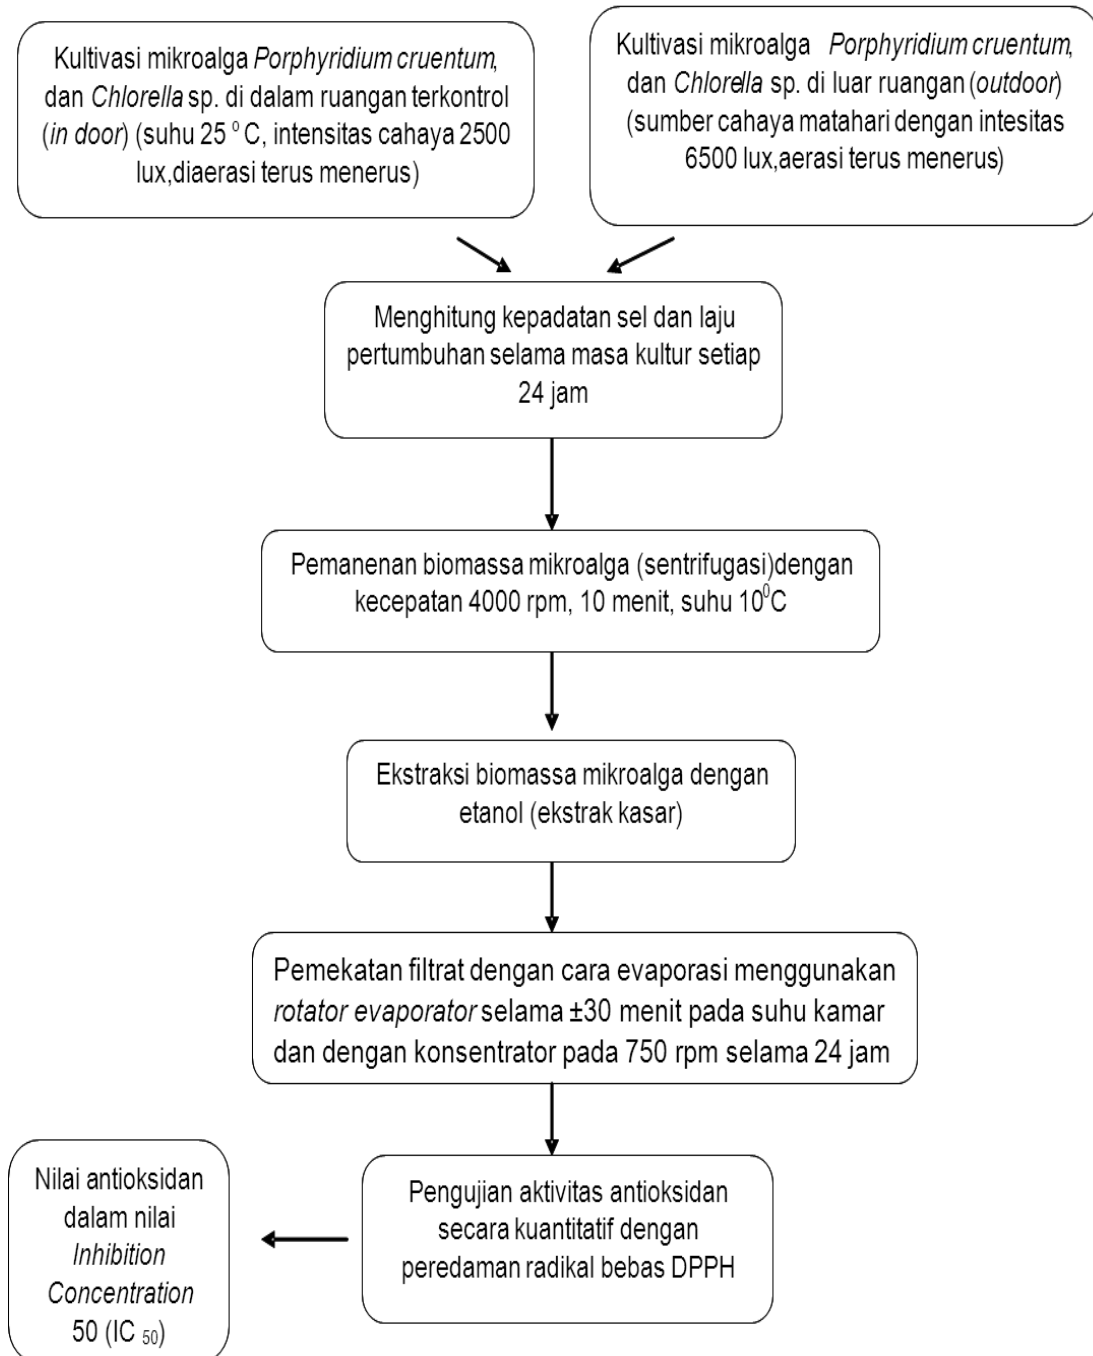 Kultivasi mikroalga Porphyridium cruentum,
dan Chlorella sp. di dalam ruangan terkontrol
(in door) (suhu 25 ° C, intensitas cahaya 2500
lux,diaerasi terus menerus)
Kultivasi mikroalga Porphyridium cruentum,
dan Chlorella sp. di luar ruangan (outdoor)
(sumber cahaya matahari dengan intesitas
6500 lux,aerasi terus menerus)
Menghitung kepadatan sel dan laju
pertumbuhan selama masa kultur setiap
24 jam
Pemanenan biomassa mikroalga (sentrifugasi)dengan
kecepatan 4000 rpm, 10 menit, suhu 10⁰C
Ekstraksi biomassa mikroalga dengan
etanol (ekstrak kasar)
Pemekatan filtrat dengan cara evaporasi menggunakan
rotator evaporator selama ±30 menit pada suhu kamar
dan dengan konsentrator pada 750 rpm selama 24 jam
Pengujian aktivitas antioksidan
secara kuantitatif dengan
peredaman radikal bebas DPPH
Nilai antioksidan
dalam nilai
Inhibition
Concentration
50 (IC ₅₀)